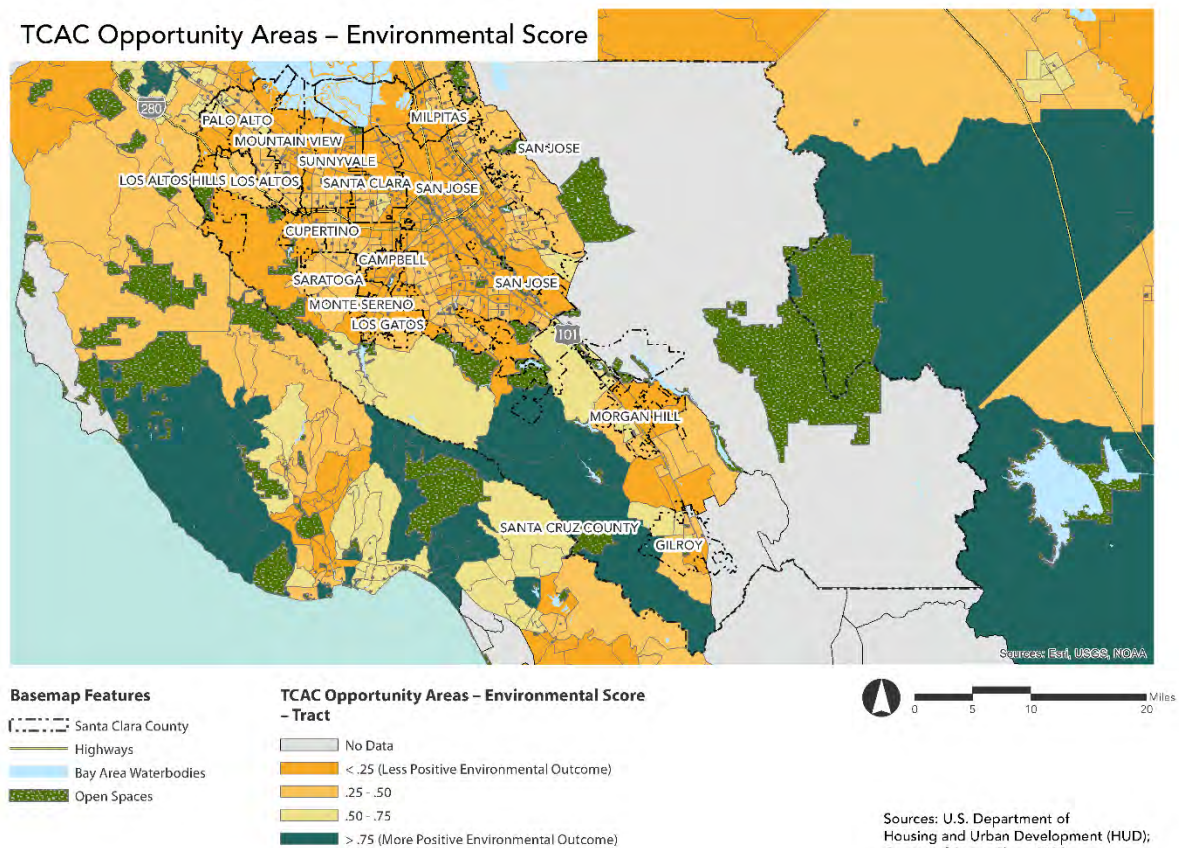 TCAC Opportunity Areas – Environmental Score
280
PALO ALTO
MILPITAS
MOUNTAIN VIEW
SAN JOSE
SUNNYVALE
LOS ALTOS HILLS
LOS ALTOS
SANTA CLARA
SAN JOSE
CUPERTINO
CAMPBELL
SARATOGA
SAN JOSE
MONTE SERENO
LOS GATOS
101
MORGAN HILL
SANTA CRUZ COUNTY
GILROY
Sources: Esri, USGS, NOAA
Basemap Features
Santa Clara County
Highways
Bay Area Waterbodies
Open Spaces
TCAC Opportunity Areas – Environmental Score
– Tract
No Data
< .25 (Less Positive Environmental Outcome)
.25 - .50
.50 - .75
> .75 (More Positive Environmental Outcome)
Miles
0 5 10 20
Sources: U.S. Department of
Housing and Urban Development (HUD);